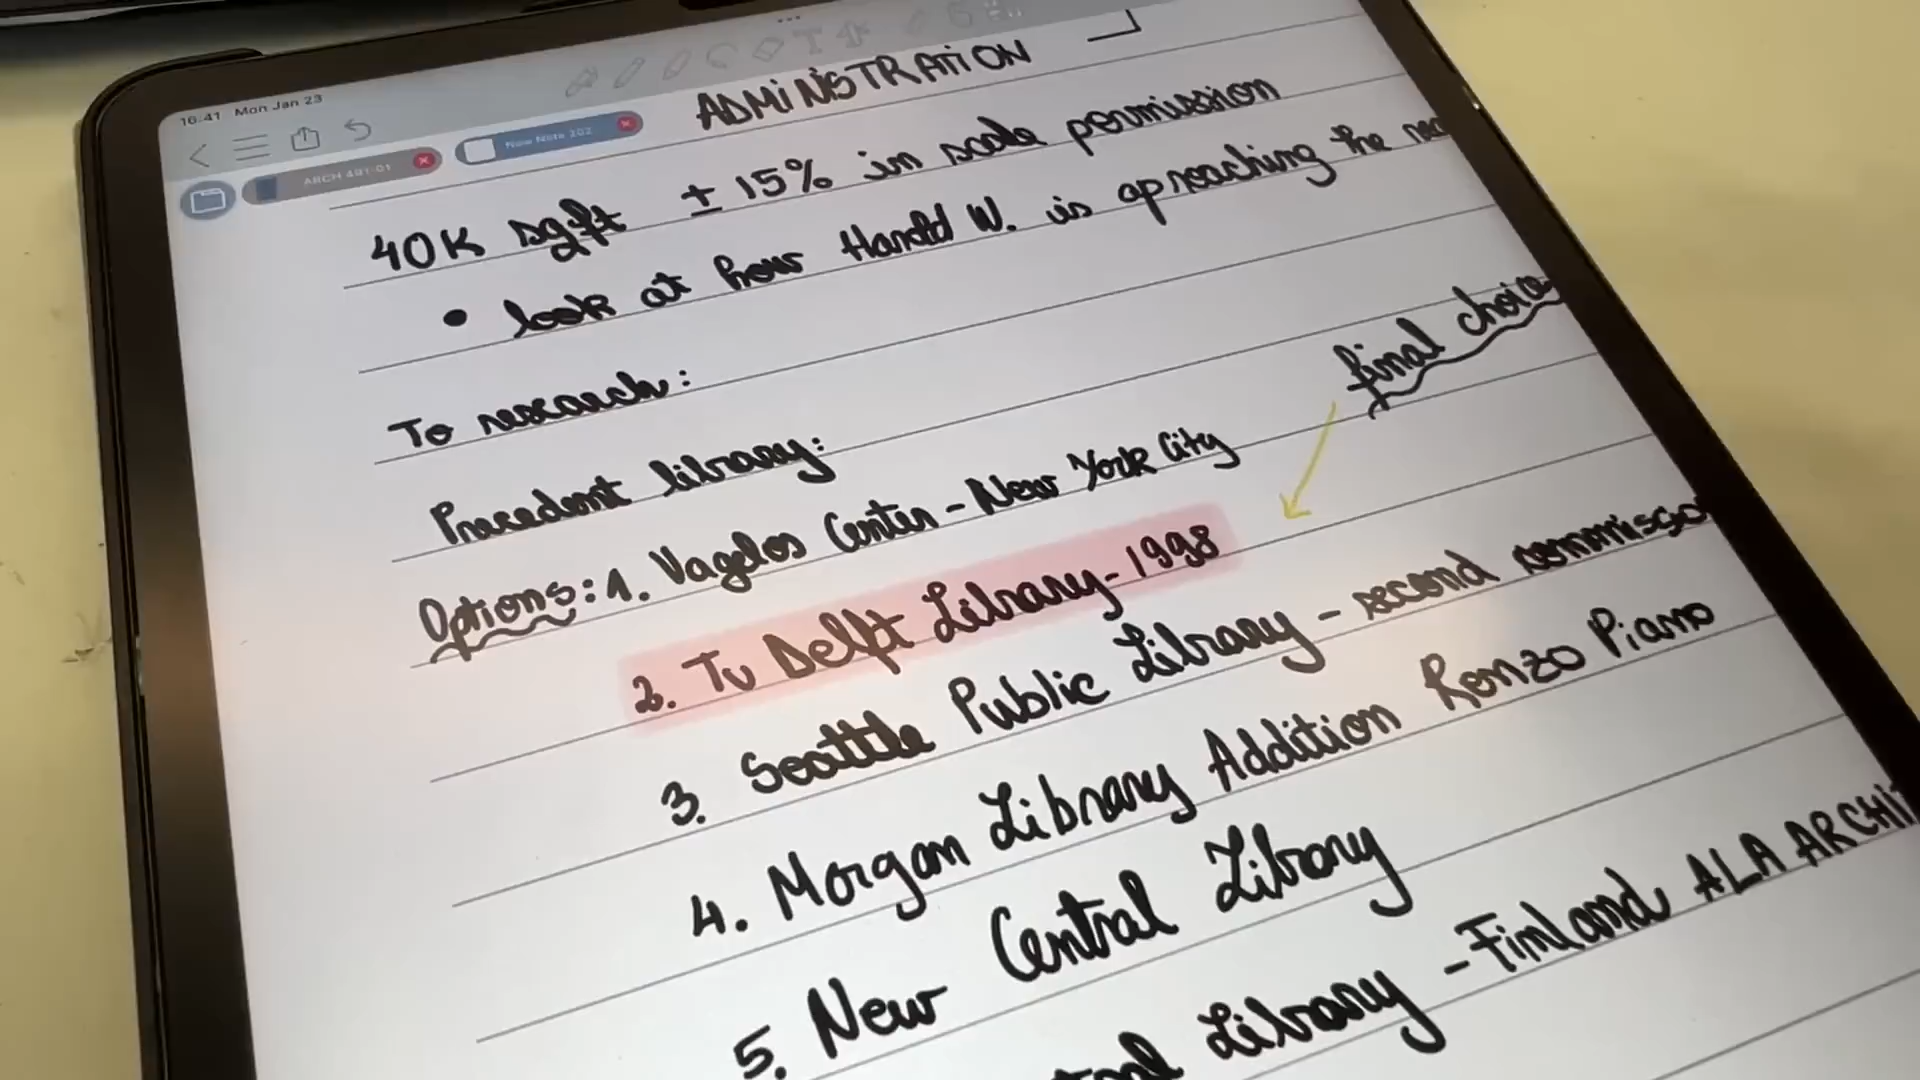 16:41 Mon Jan 23
ARCH 491-01
New Note 202
ADMINISTRATION
40K sqft ± 15% in scale permission
• look at how Harold W. is aproaching the
To research:
final choice
Precedent library:
Options: 1. Vagelos Center - New York City
2. TU Delft Library - 1998
3. Seattle Public Library - second
4. Morgan Library Addition Renzo Piano
5. New Central Library
Library - Finland ALA